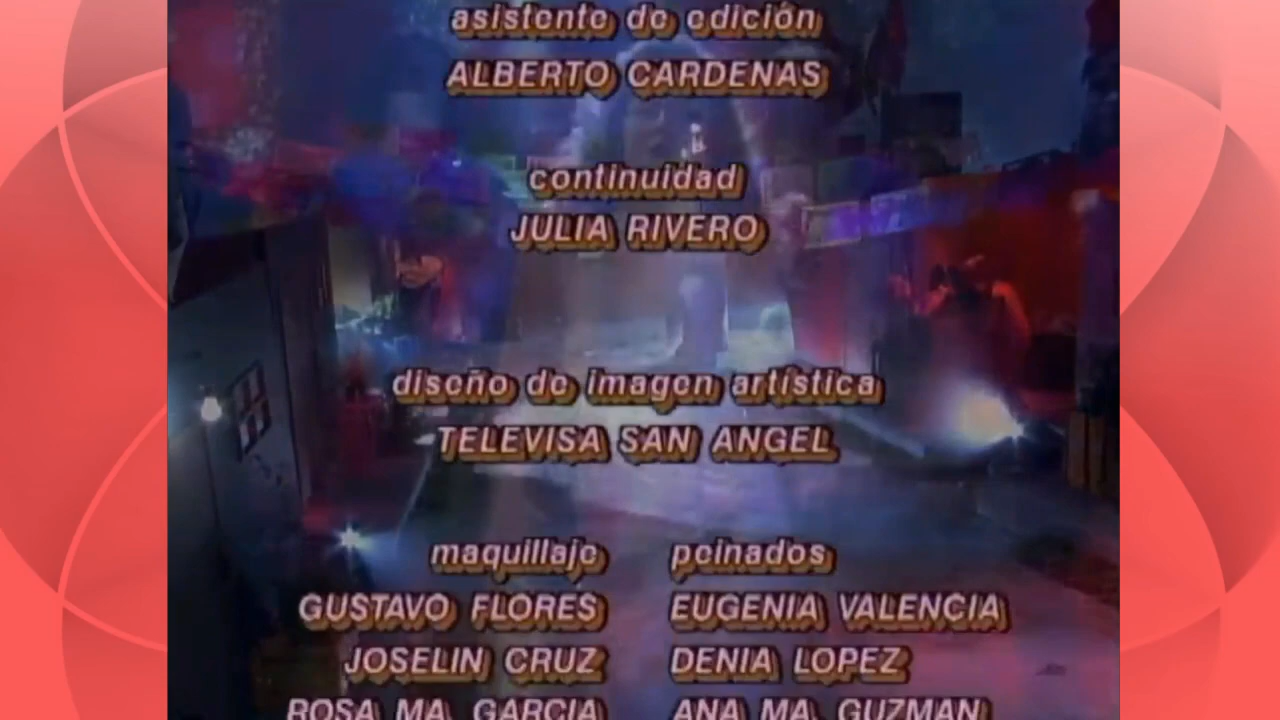 asistente de edición
ALBERTO CARDENAS
continuidad
JULIA RIVERO
diseño de imagen artística
TELEVISA SAN ANGEL
maquillaje peinados
GUSTAVO FLORES EUGENIA VALENCIA
JOSELIN CRUZ DENIA LOPEZ
ROSA MA. GARCIA ANA MA. GUZMAN